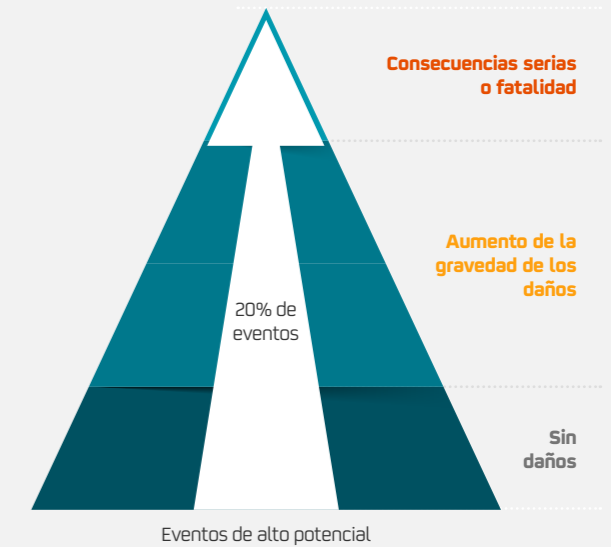 Consecuencias serias
o fatalidad
Aumento de la
gravedad de los
daños
20% de
eventos
Sin
daños
Eventos de alto potencial